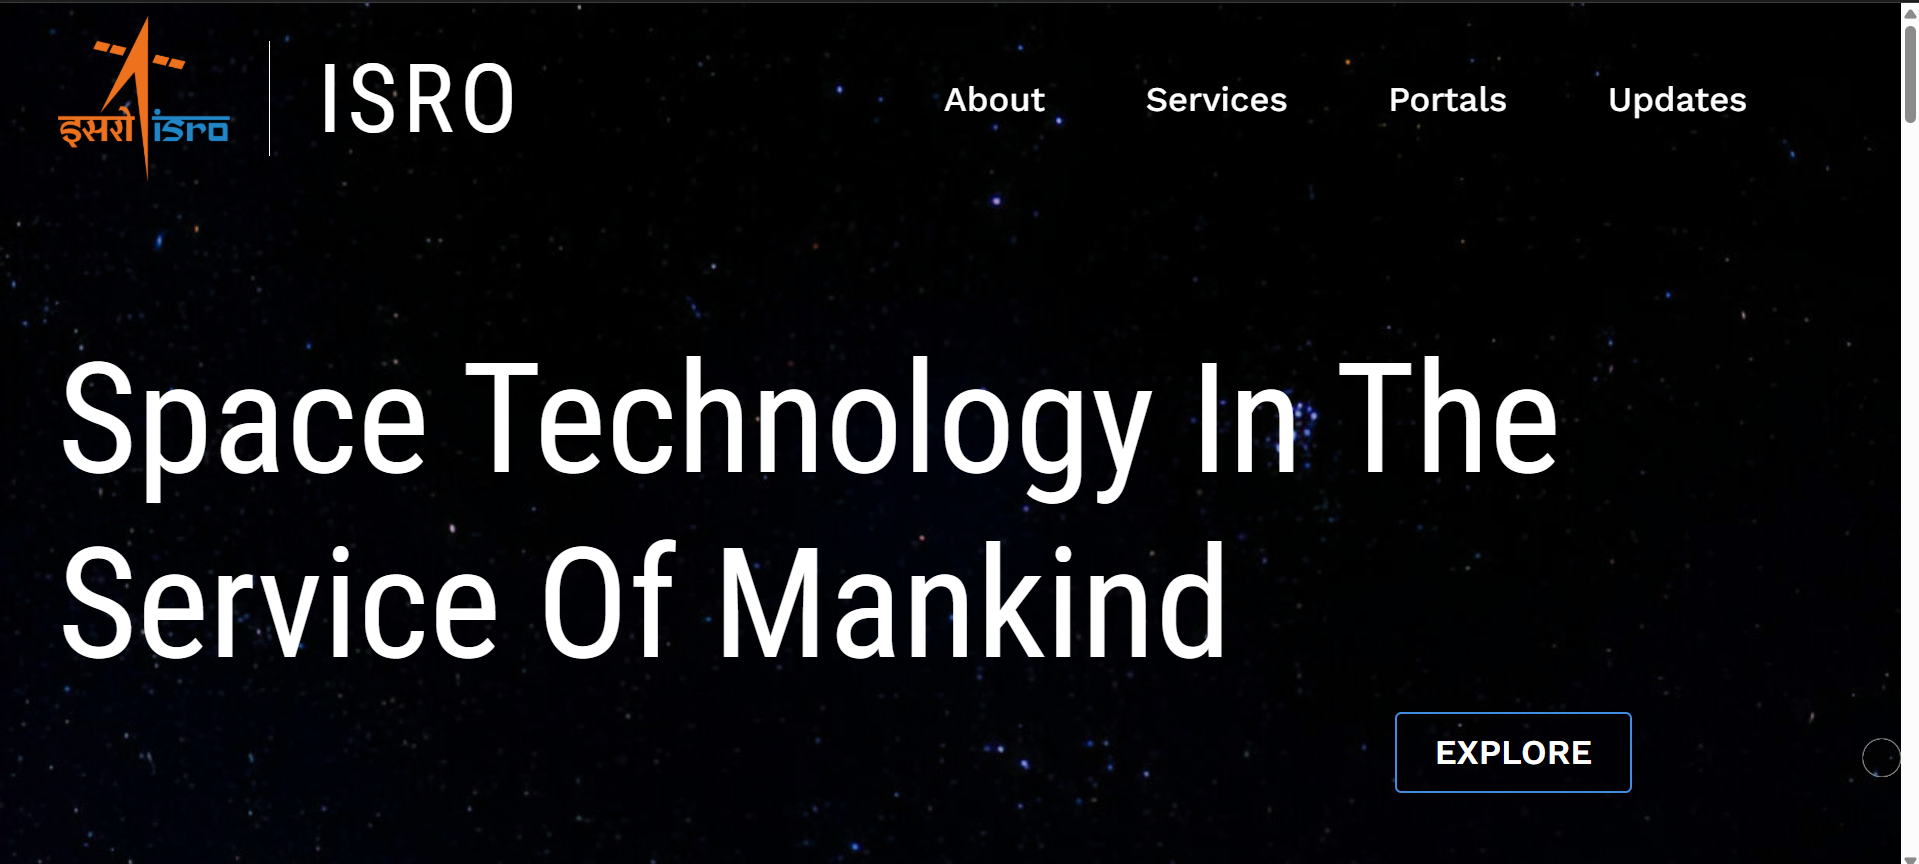 इसरो isro
ISRO
About Services Portals Updates
Space Technology In The
Service Of Mankind
EXPLORE